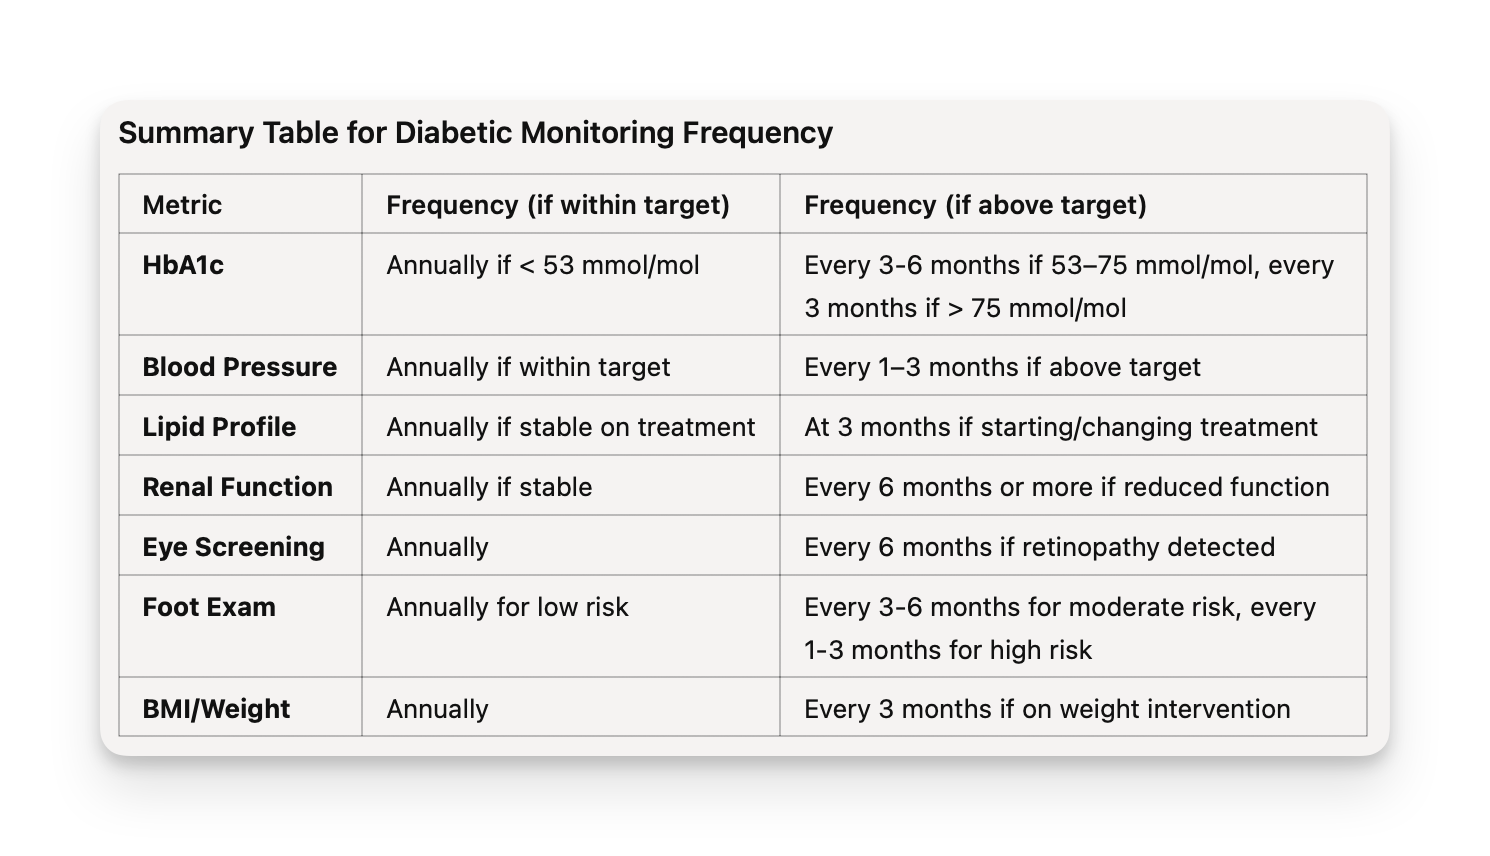 Summary Table for Diabetic Monitoring Frequency
Metric Frequency (if within target) Frequency (if above target)
HbA1c Annually if < 53 mmol/mol Every 3-6 months if 53–75 mmol/mol, every
3 months if > 75 mmol/mol
Blood Pressure Annually if within target Every 1–3 months if above target
Lipid Profile Annually if stable on treatment At 3 months if starting/changing treatment
Renal Function Annually if stable Every 6 months or more if reduced function
Eye Screening Annually Every 6 months if retinopathy detected
Foot Exam Annually for low risk Every 3-6 months for moderate risk, every
1-3 months for high risk
BMI/Weight Annually Every 3 months if on weight intervention